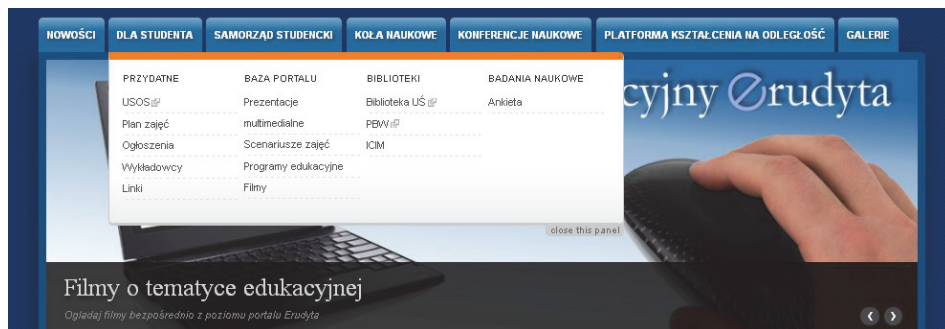 NOWOŚCI DLA STUDENTA SAMORZĄD STUDENCKI KOŁA NAUKOWE KONFERENCJE NAUKOWE PLATFORMA KSZTAŁCENIA NA ODLEGŁOŚĆ GALERIE
PRZYDATNE
USOS
Plan zajęć
Ogłoszenia
Wykładowcy
Linki
BAZA PORTALU
Prezentacje
multimedialne
Scenariusze zajęć
Programy edukacyjne
Filmy
BIBLIOTEKI
Biblioteka UŚ
PBW
ICIM
BADANIA NAUKOWE
Ankieta
cyjny erudyta
close this panel
Filmy o tematyce edukacyjnej
Oglądaj filmy bezpośrednio z poziomu portalu Erudyta